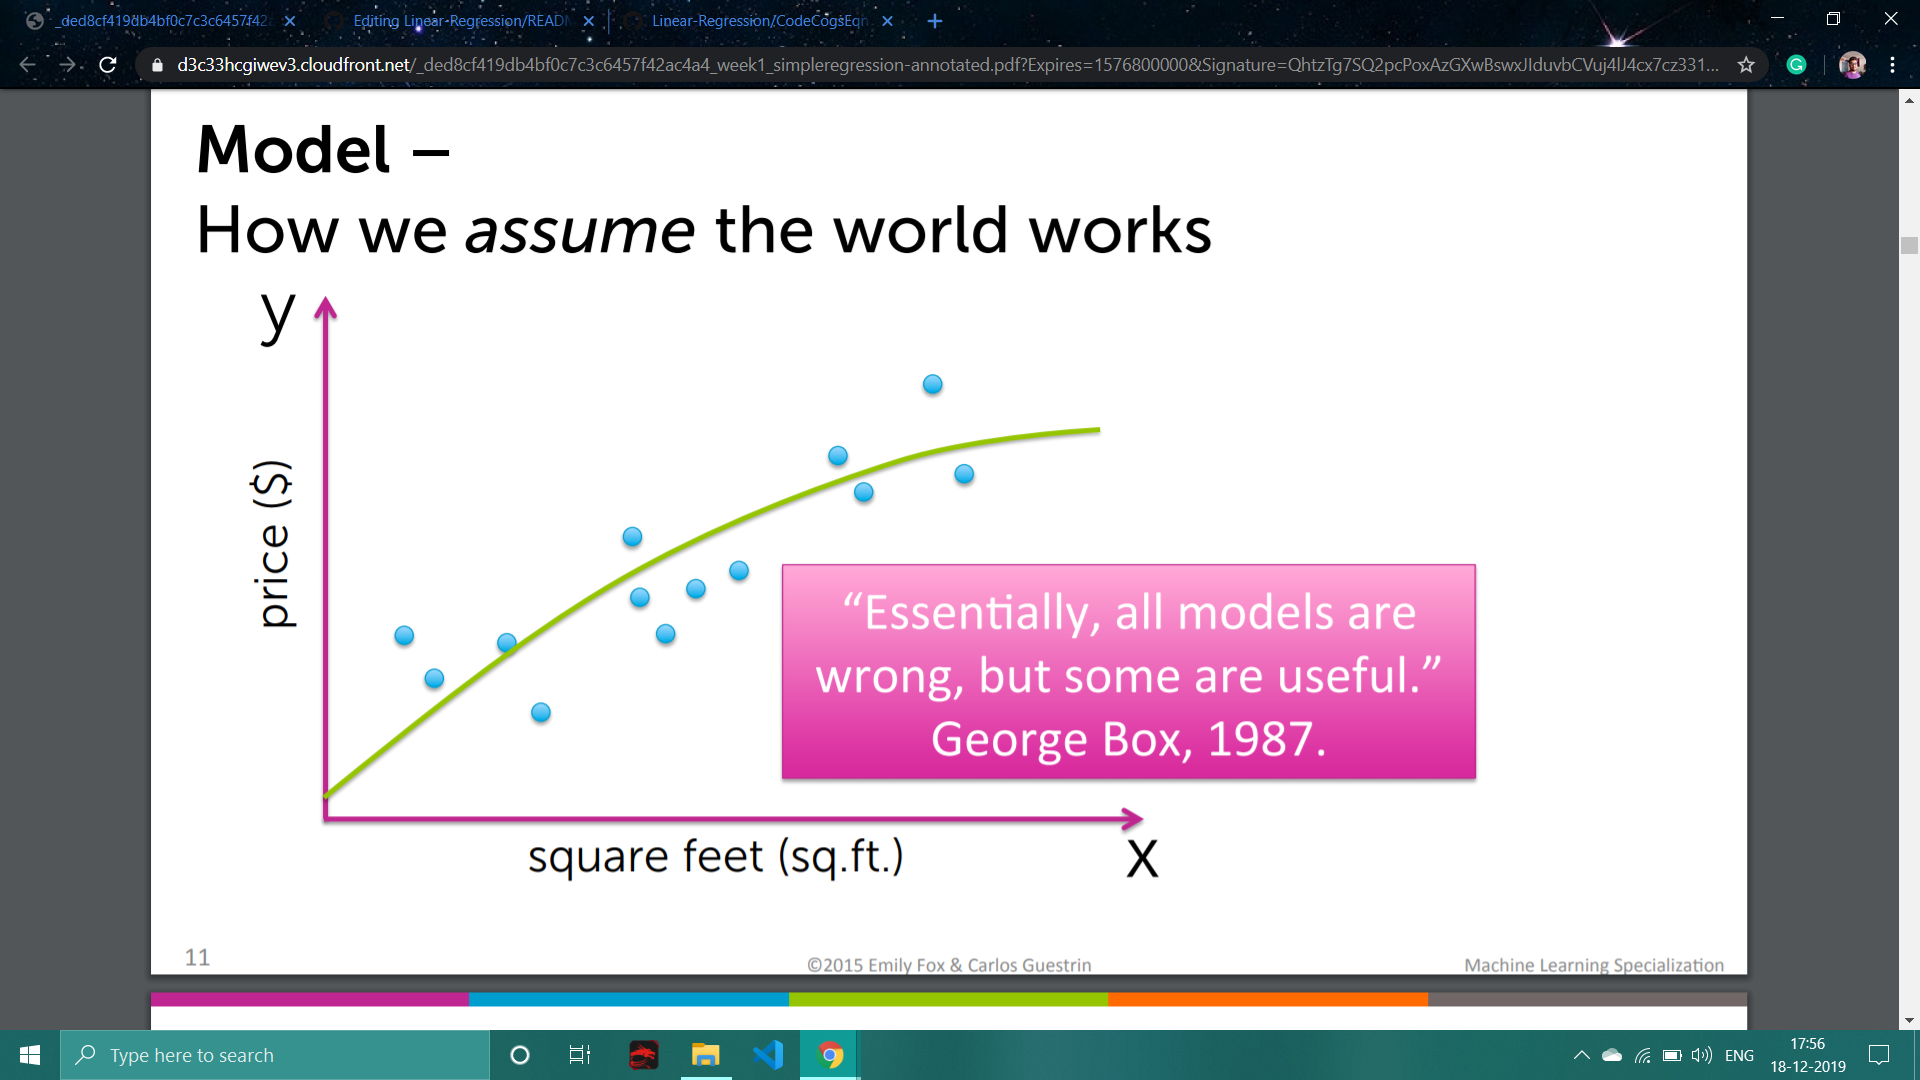 _ded8cf419db4bf0c7c3c6457f42
Editing Linear-Regression/READ
Linear-Regression/CodeCogsEqn
d3c33hcgiwev3.cloudfront.net/_ded8cf419db4bf0c7c3c6457f42ac4a4_week1_simpleregression-annotated.pdf?Expires=1576800000&Signature=QhtzTg7SQ2pcPoxAzGXwBswxJIduvbCVuj4lJ4cx7cz331...
Model –
How we assume the world works
y
price ($)
“Essentially, all models are
wrong, but some are useful.”
George Box, 1987.
square feet (sq.ft.)
x
11
©2015 Emily Fox & Carlos Guestrin
Machine Learning Specialization
Type here to search
ENG
17:56
18-12-2019